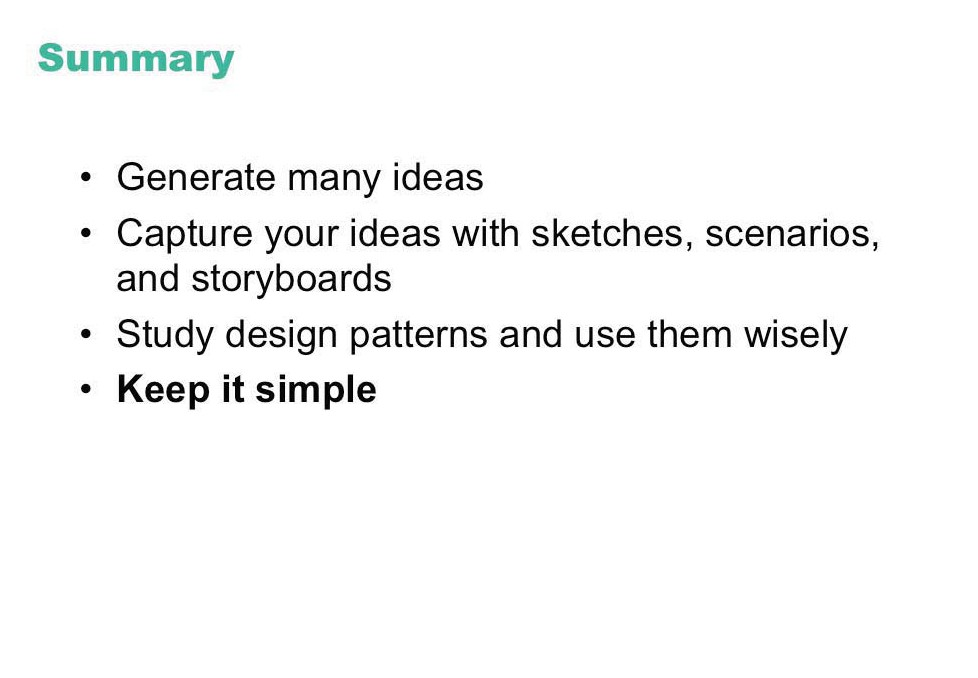 Summary
• Generate many ideas
• Capture your ideas with sketches, scenarios,
and storyboards
• Study design patterns and use them wisely
• Keep it simple